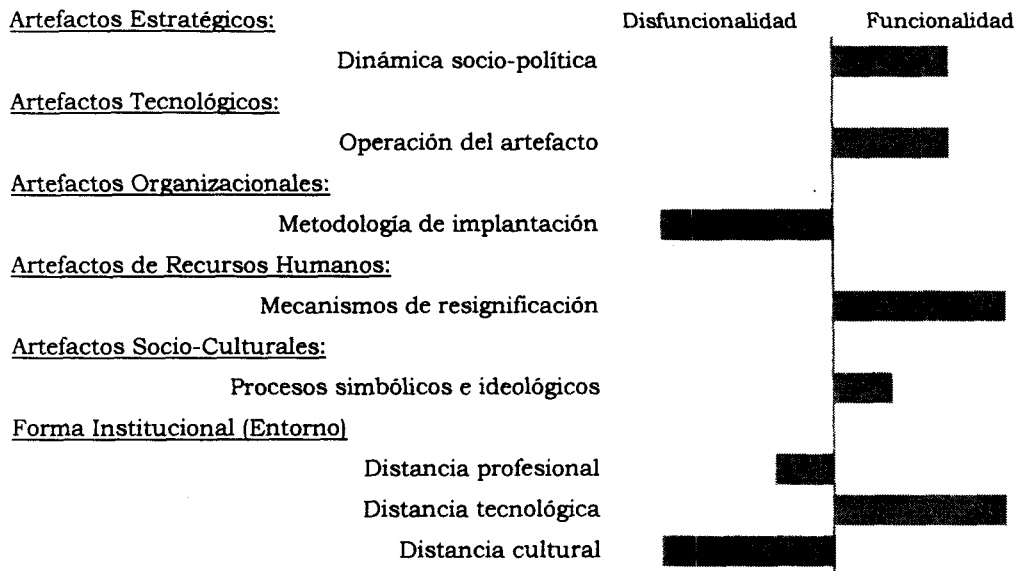 Artefactos Estratégicos:
Disfuncionalidad
Funcionalidad
Dinámica socio-política
Artefactos Tecnológicos:
Operación del artefacto
Artefactos Organizacionales:
Metodología de implantación
Artefactos de Recursos Humanos:
Mecanismos de resignificación
Artefactos Socio-Culturales:
Procesos simbólicos e ideológicos
Forma Institucional (Entorno)
Distancia profesional
Distancia tecnológica
Distancia cultural